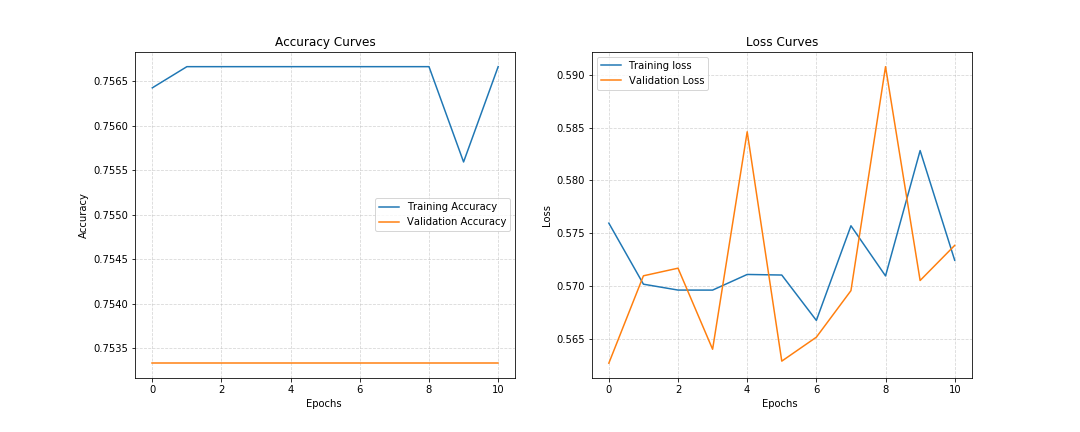 Accuracy Curves
Accuracy
0.7565
0.7560
0.7555
0.7550
0.7545
0.7540
0.7535
Training Accuracy
Validation Accuracy
0 2 4 6 8 10
Epochs
Loss Curves
Loss
0.590
0.585
0.580
0.575
0.570
0.565
Training loss
Validation Loss
0 2 4 6 8 10
Epochs